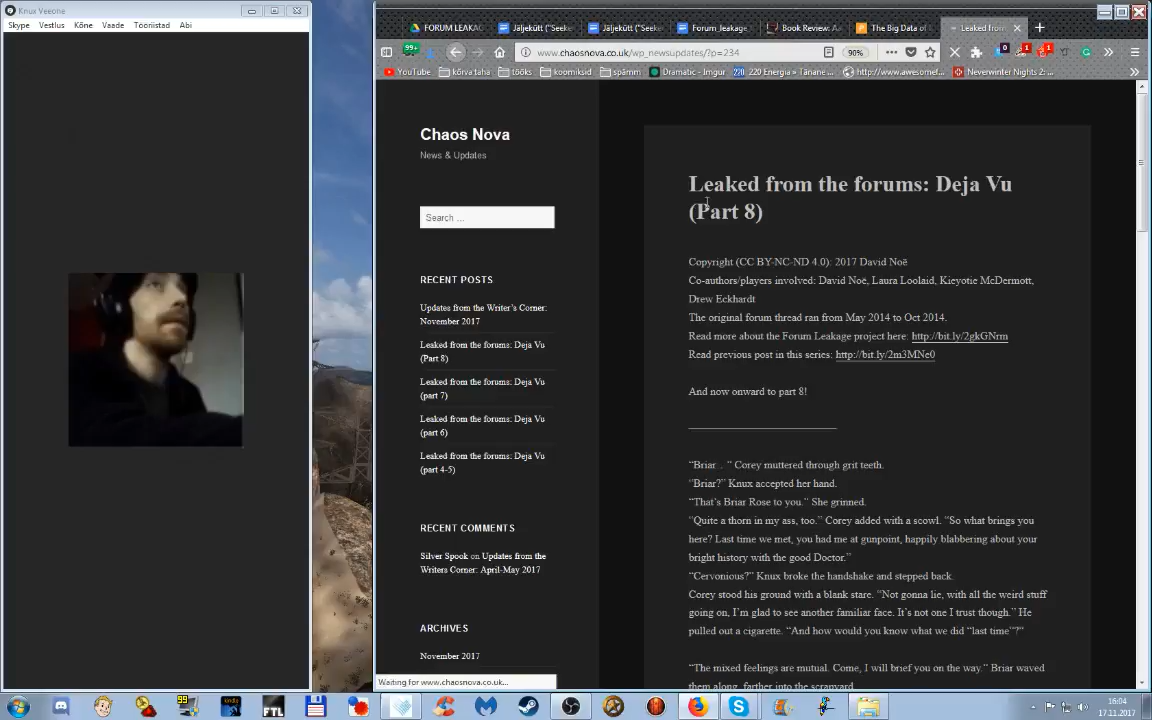 Knux Veeone
Skype Vestlus Kõne Vaade Tööriistad Abi
FORUM LEAKA
Jäljekütt ("Seeke
Jäljekütt ("Seeke
Forum_leakage
Book Review: A
The Big Data of
Leaked from
99+
www.chaosnova.co.uk/wp_newsupdates/?p=234
90%
YouTube kõrva taha tööks koomiksid spämm Dramatic - Imgur 220 Energia » Tänane ... http://www.awesomef... Neverwinter Nights 2: ...
Chaos Nova
News & Updates
Search ...
RECENT POSTS
Updates from the Writer's Corner:
November 2017
Leaked from the forums: Deja Vu
(Part 8)
Leaked from the forums: Deja Vu
(part 7)
Leaked from the forums: Deja Vu
(part 6)
Leaked from the forums: Deja Vu
(part 4-5)
RECENT COMMENTS
Silver Spook on Updates from the
Writers Corner: April-May 2017
ARCHIVES
November 2017
Leaked from the forums: Deja Vu
(Part 8)
Copyright (CC BY-NC-ND 4.0): 2017 David Noë
Co-authors/players involved: David Noë, Laura Loolaid, Kieyotie McDermott,
Drew Eckhardt
The original forum thread ran from May 2014 to Oct 2014.
Read more about the Forum Leakage project here: http://bit.ly/2gkGNrm
Read previous post in this series: http://bit.ly/2m3MNe0
And now onward to part 8!
"Briar… " Corey muttered through grit teeth.
"Briar?" Knux accepted her hand.
"That's Briar Rose to you." She grinned.
"Quite a thorn in my ass, too." Corey added with a scowl. "So what brings you
here? Last time we met, you had me at gunpoint, happily blabbering about your
bright history with the good Doctor."
"Cervonious?" Knux broke the handshake and stepped back.
Corey stood his ground with a blank stare. "Not gonna lie, with all the weird stuff
going on, I'm glad to see another familiar face. It's not one I trust though." He
pulled out a cigarette. "And how would you know what we did "last time"?"
"The mixed feelings are mutual. Come, I will brief you on the way." Briar waved
them along, farther into the scrapyard.
Waiting for www.chaosnova.co.uk...
FTL
16:04
17.11.2017